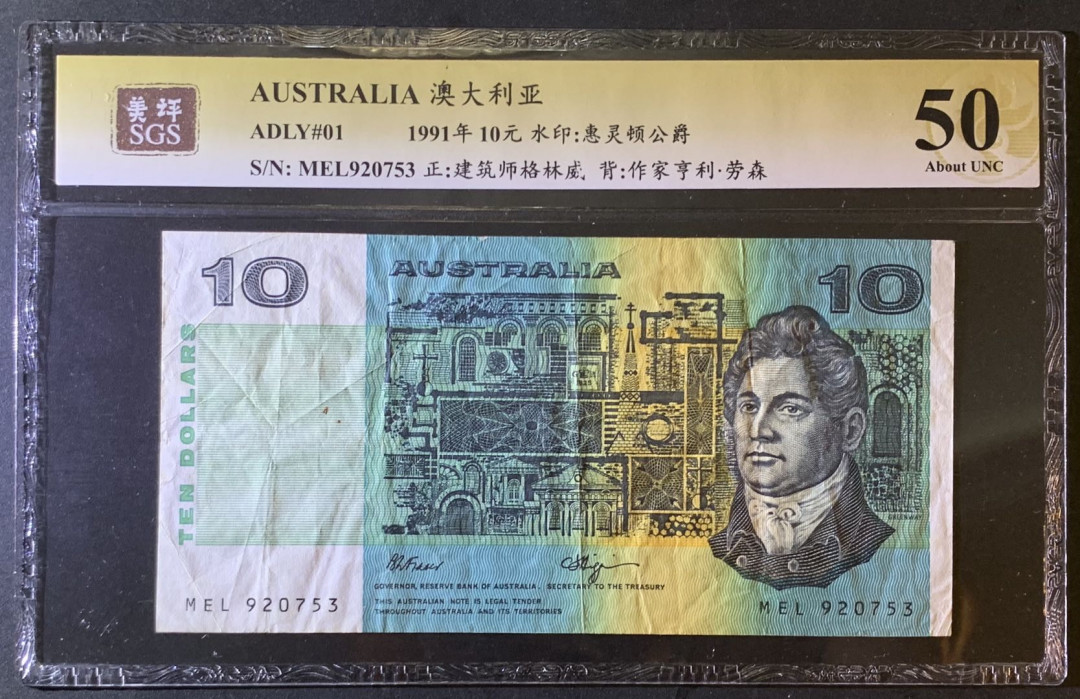 美评
SGS
AUSTRALIA 澳大利亚
ADLY#01 1991年 10元 水印:惠灵顿公爵
S/N: MEL920753 正:建筑师格林威 背:作家亨利·劳森
50
About UNC
10
AUSTRALIA
10
TEN DOLLARS
GOVERNOR, RESERVE BANK OF AUSTRALIA. SECRETARY TO THE TREASURY
THIS AUSTRALIAN NOTE IS LEGAL TENDER
THROUGHOUT AUSTRALIA AND ITS TERRITORIES
MEL 920753
MEL 920753